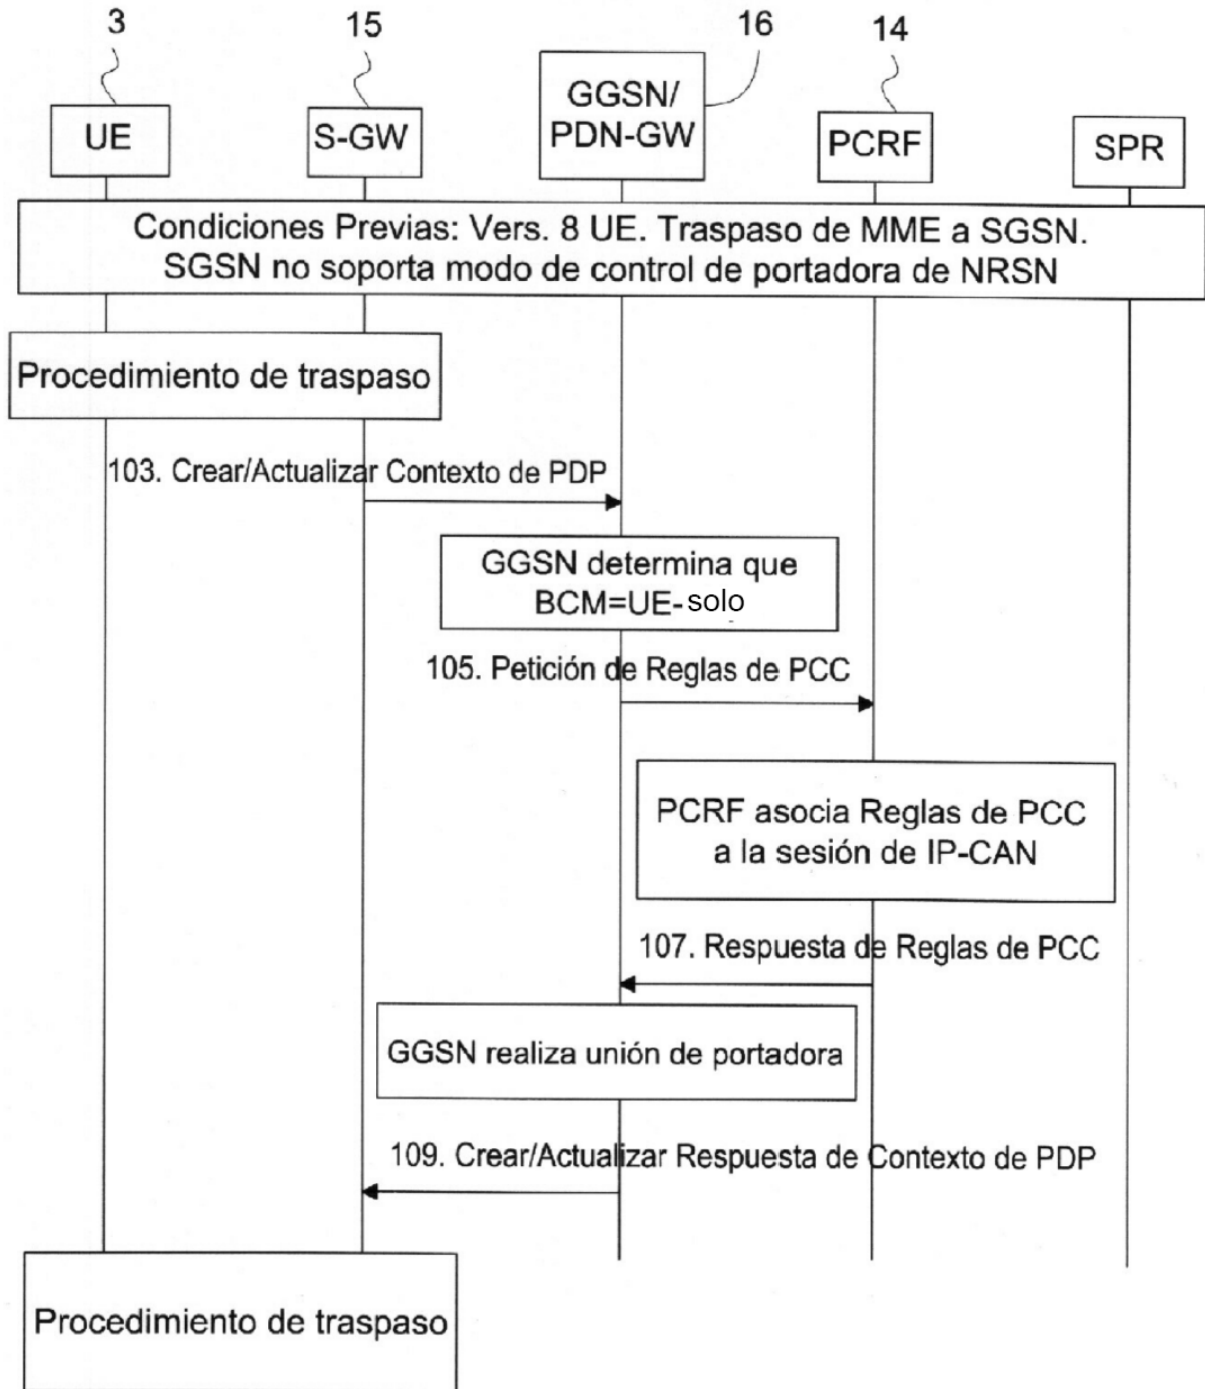 3
15
16
14
UE
S-GW
GGSN/
PDN-GW
PCRF
SPR
Condiciones Previas: Vers. 8 UE. Traspaso de MME a SGSN.
SGSN no soporta modo de control de portadora de NRSN
Procedimiento de traspaso
103. Crear/Actualizar Contexto de PDP
GGSN determina que
BCM=UE-solo
105. Petición de Reglas de PCC
PCRF asocia Reglas de PCC
a la sesión de IP-CAN
107. Respuesta de Reglas de PCC
GGSN realiza unión de portadora
109. Crear/Actualizar Respuesta de Contexto de PDP
Procedimiento de traspaso